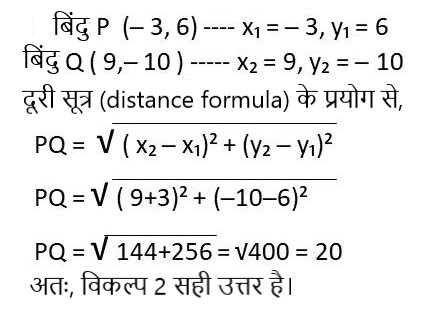 बिंदु P (– 3, 6) ---- x₁ = – 3, y₁ = 6
बिंदु Q ( 9,– 10 ) ----- x₂ = 9, y₂ = – 10
दूरी सूत्र (distance formula) के प्रयोग से,
PQ = √ ( x₂ – x₁)² + (y₂ – y₁)²
PQ = √ ( 9+3)² + (–10–6)²
PQ = √ 144+256 = √400 = 20
अतः, विकल्प 2 सही उत्तर है।